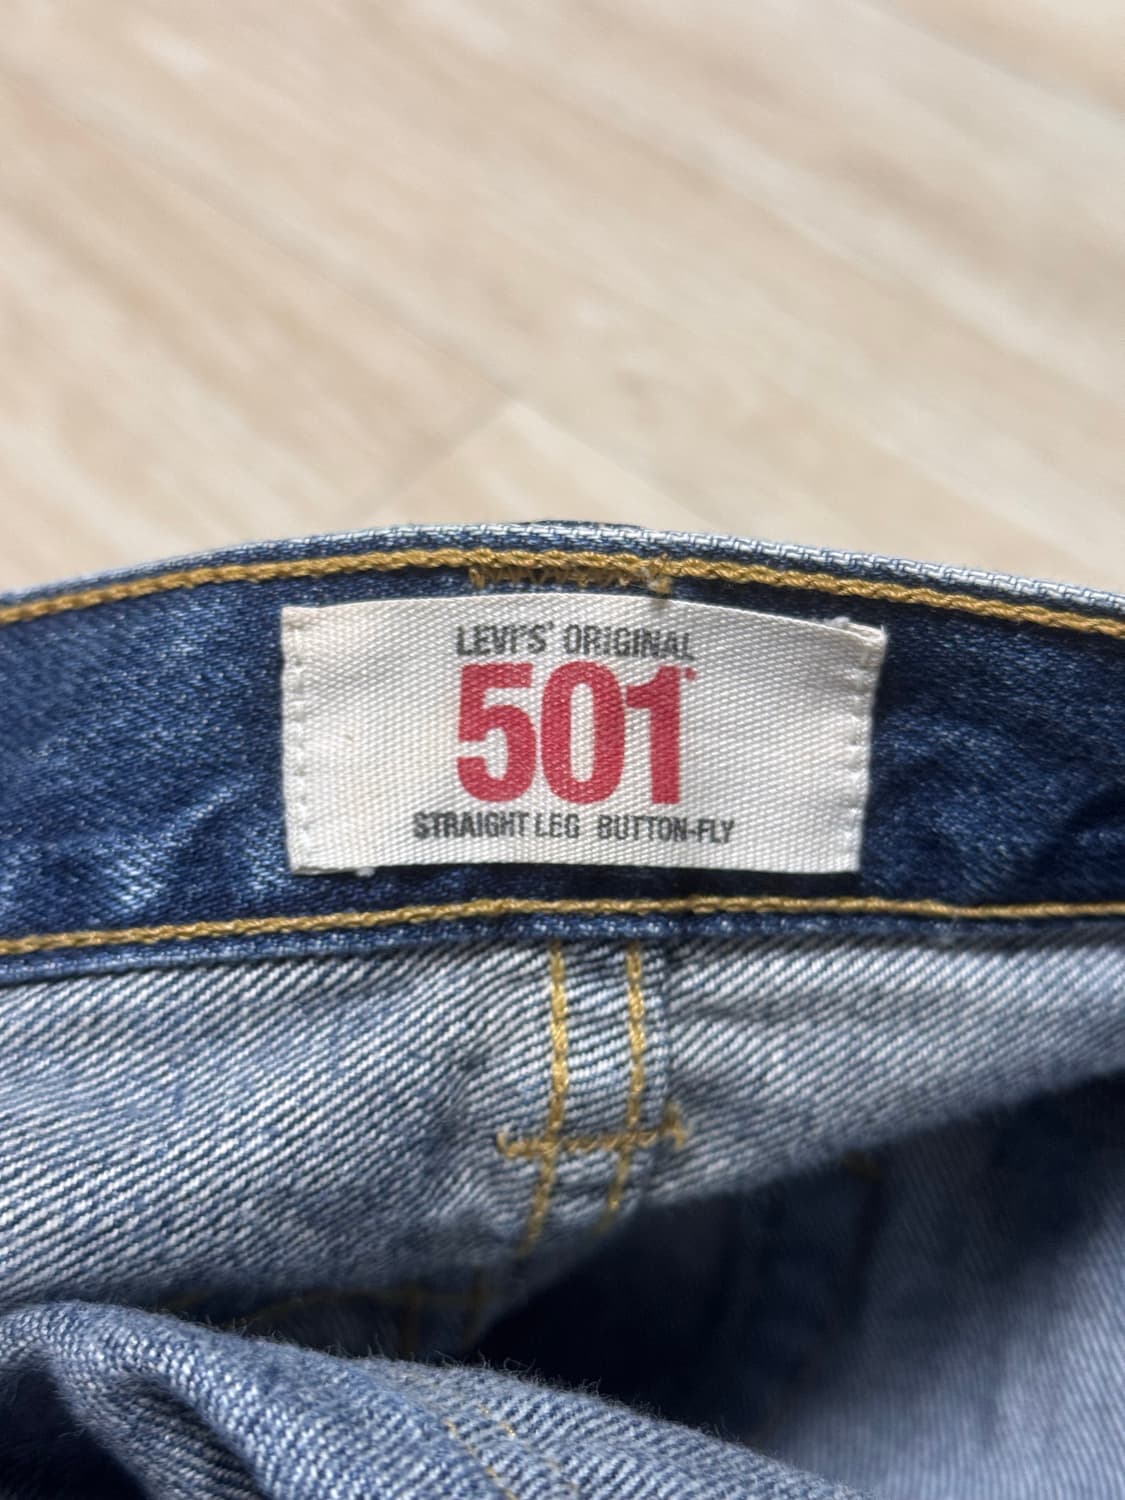 LEVI'S® ORIGINAL
501®
STRAIGHT LEG BUTTON-FLY